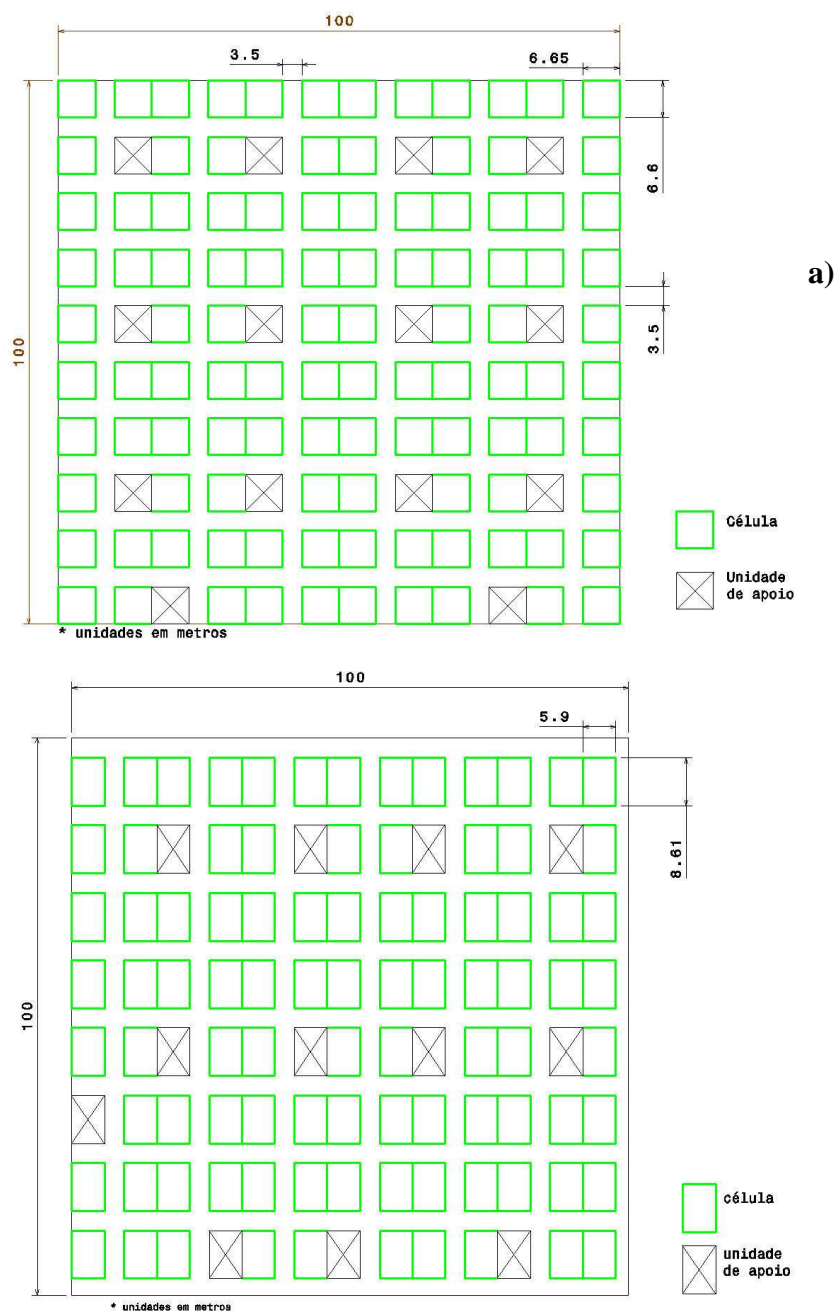 100
3.5
6.65
6.6
a)
3.5
100
Célula
Unidade
de apoio
* unidades em metros
100
5.9
8.61
100
célula
unidade
de apoio
* unidades em metros